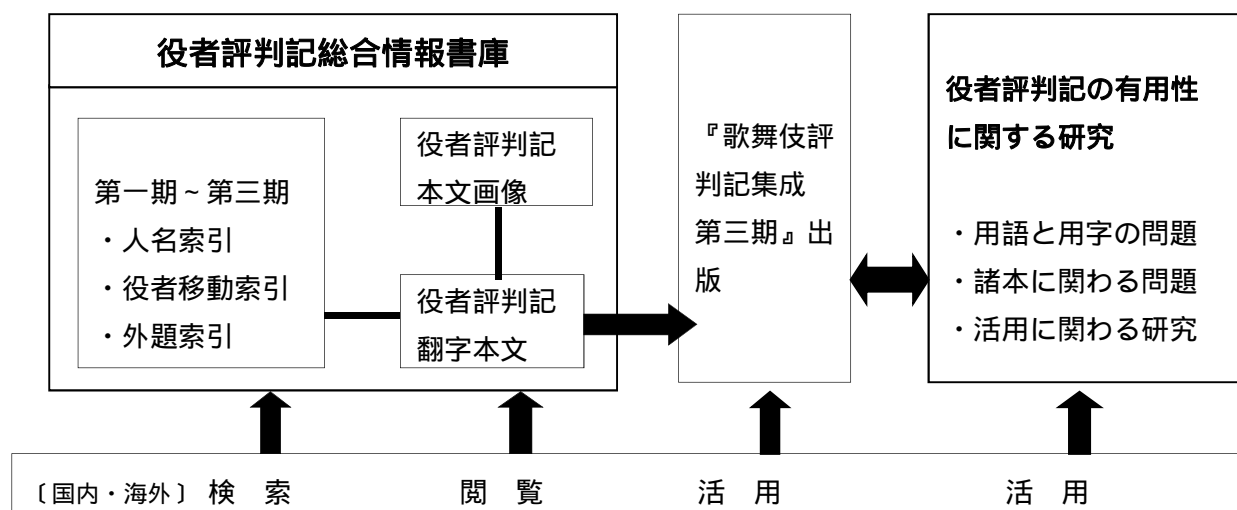 役者評判記総合情報書庫
第一期～第三期
・人名索引
・役者移動索引
・外題索引
役者評判記
本文画像
役者評判記
翻字本文
『歌舞伎評
判記集成
第三期』出
版
役者評判記の有用性
に関する研究
・用語と用字の問題
・諸本に関わる問題
・活用に関わる研究
〔国内・海外〕検　索　閲　覧　活　用　活　用